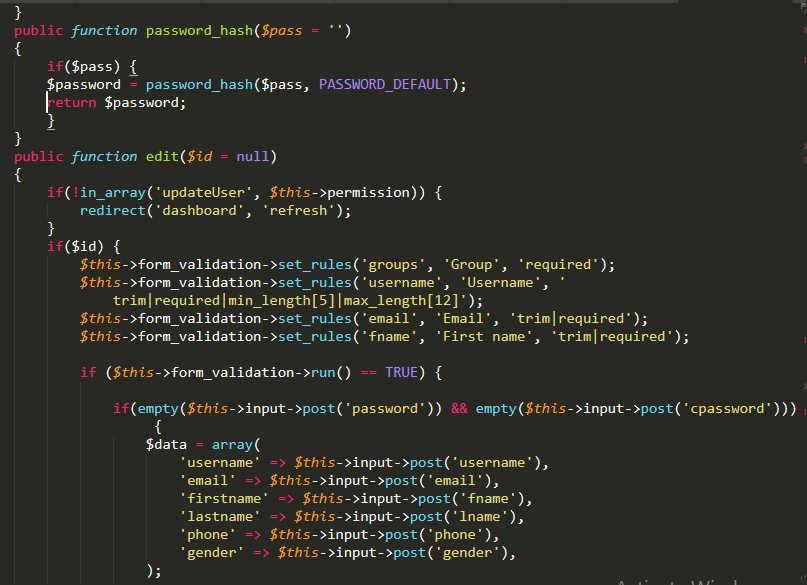 }
public function password_hash($pass = '')
{
if($pass) {
$password = password_hash($pass, PASSWORD_DEFAULT);
return $password;
}
}
public function edit($id = null)
{
if(!in_array('updateUser', $this->permission)) {
redirect('dashboard', 'refresh');
}
if($id) {
$this->form_validation->set_rules('groups', 'Group', 'required');
$this->form_validation->set_rules('username', 'Username', '
trim|required|min_length[5]|max_length[12]');
$this->form_validation->set_rules('email', 'Email', 'trim|required');
$this->form_validation->set_rules('fname', 'First name', 'trim|required');
if ($this->form_validation->run() == TRUE) {
if(empty($this->input->post('password')) && empty($this->input->post('cpassword')))
{
$data = array(
'username' => $this->input->post('username'),
'email' => $this->input->post('email'),
'firstname' => $this->input->post('fname'),
'lastname' => $this->input->post('lname'),
'phone' => $this->input->post('phone'),
'gender' => $this->input->post('gender'),
);